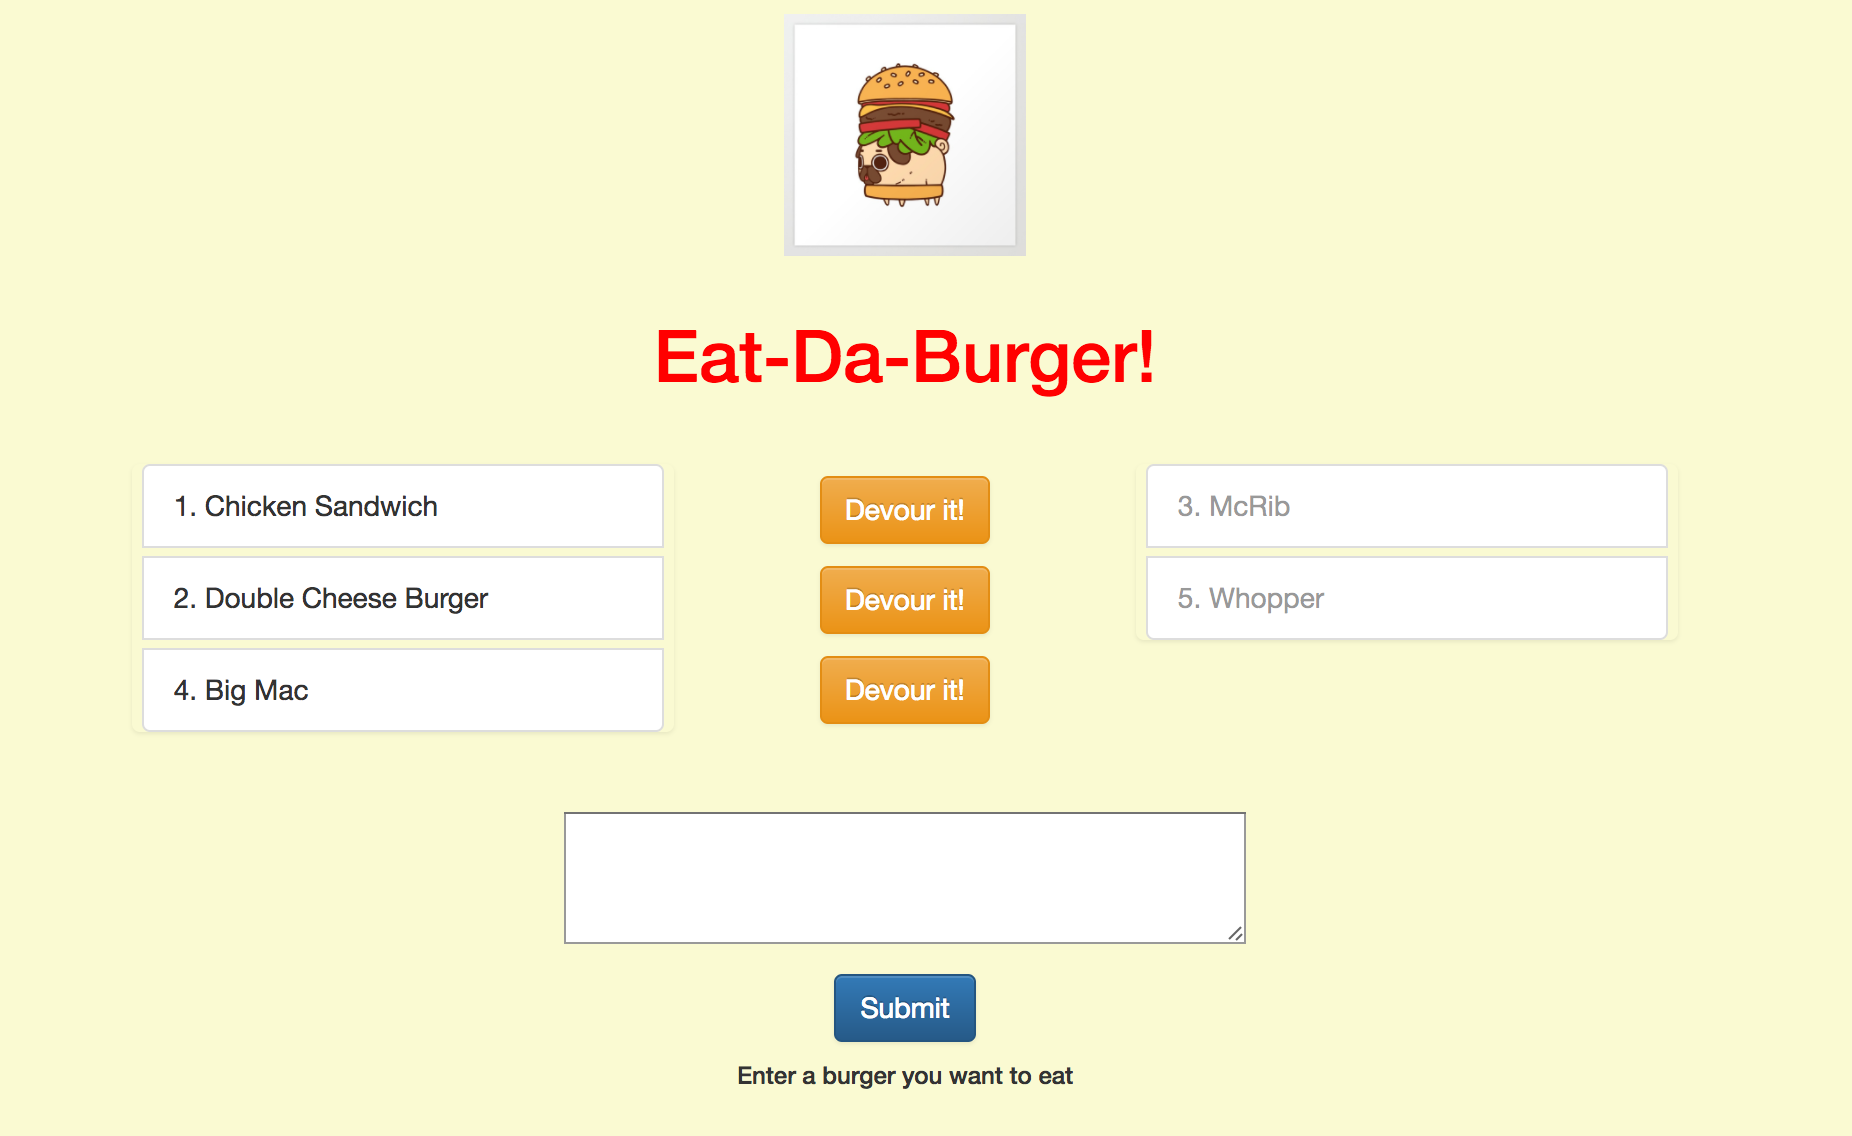 Eat-Da-Burger!
1. Chicken Sandwich
Devour it!
3. McRib
2. Double Cheese Burger
Devour it!
5. Whopper
4. Big Mac
Devour it!
Submit
Enter a burger you want to eat